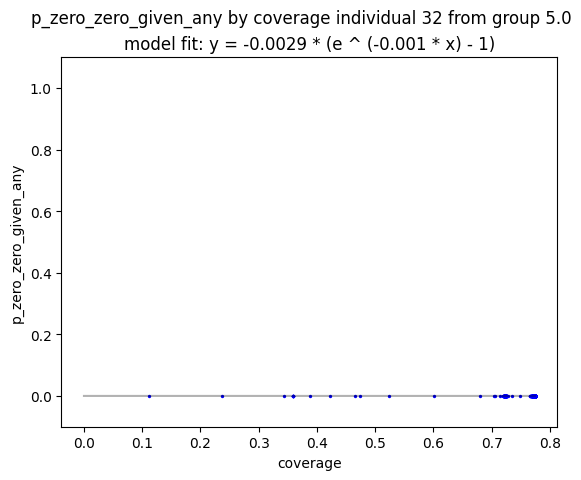 p_zero_zero_given_any by coverage individual 32 from group 5.0
model fit: y = -0.0029 * (e ^ (-0.001 * x) - 1)
1.0
0.8
0.6
0.4
0.2
0.0
p_zero_zero_given_any
0.0 0.1 0.2 0.3 0.4 0.5 0.6 0.7 0.8
coverage